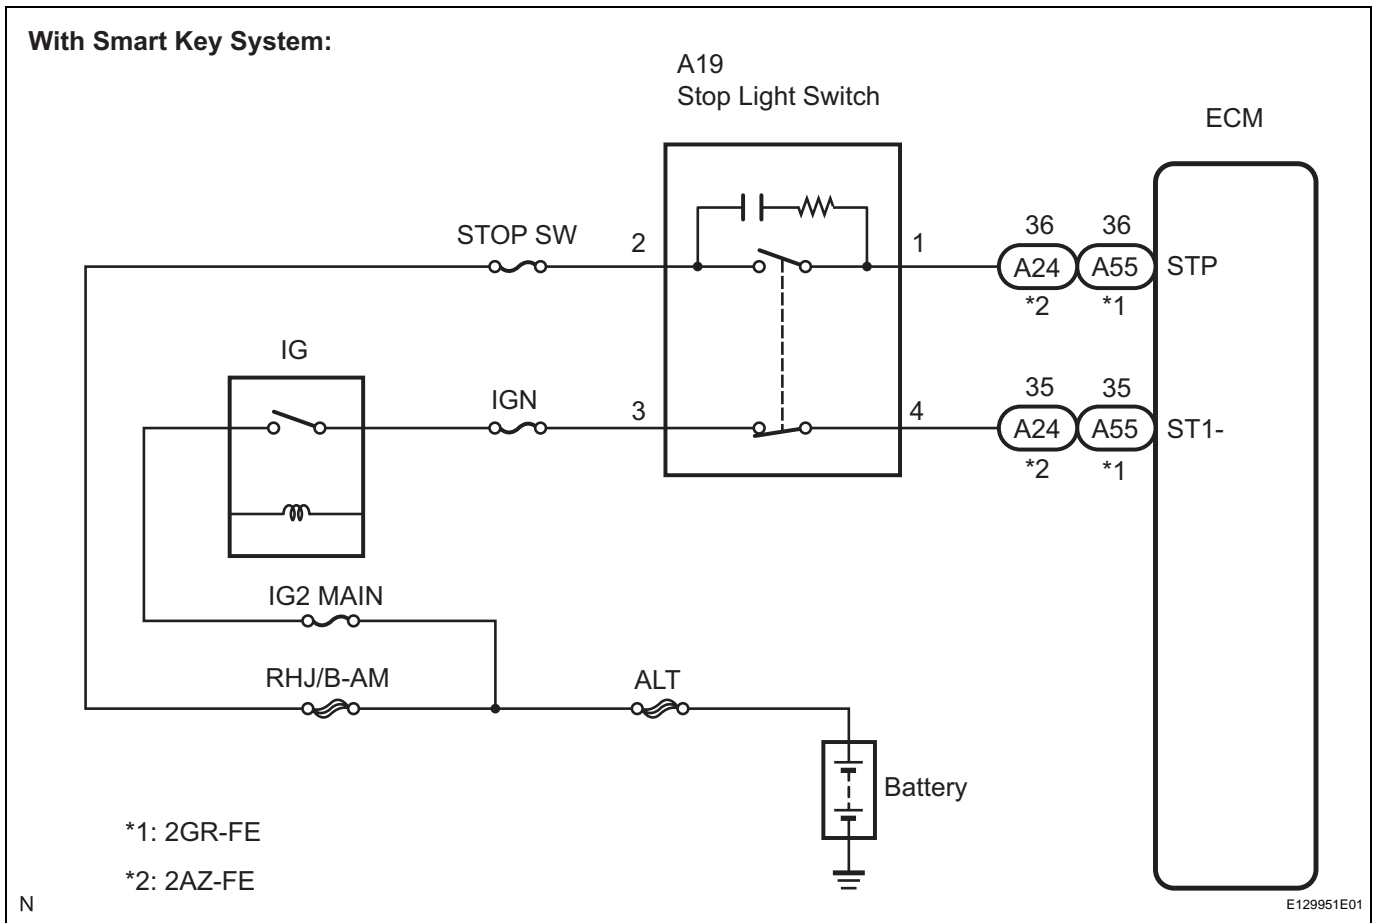 With Smart Key System:
A19
Stop Light Switch
ECM
STOP SW
2
1
36
36
A24
A55
STP
*2
*1
IG
IGN
3
4
35
35
A24
A55
ST1-
*2
*1
IG2 MAIN
RHJ/B-AM
ALT
Battery
*1: 2GR-FE
*2: 2AZ-FE
N
E129951E01